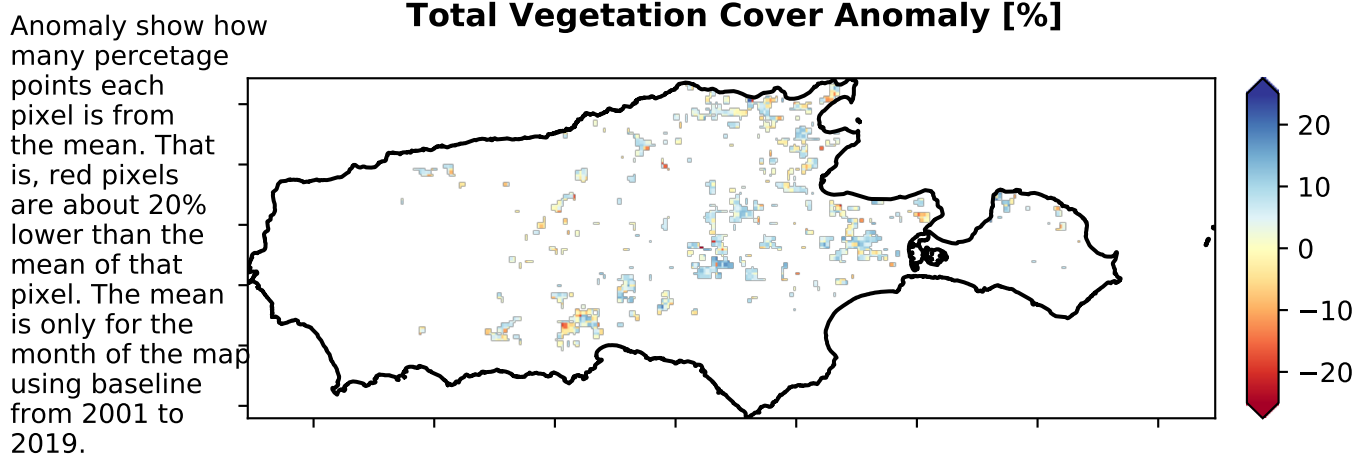 Total Vegetation Cover Anomaly [%]
Anomaly show how
many percetage
points each
pixel is from
the mean. That
is, red pixels
are about 20%
lower than the
mean of that
pixel. The mean
is only for the
month of the map
using baseline
from 2001 to
2019.
20
10
0
−10
−20